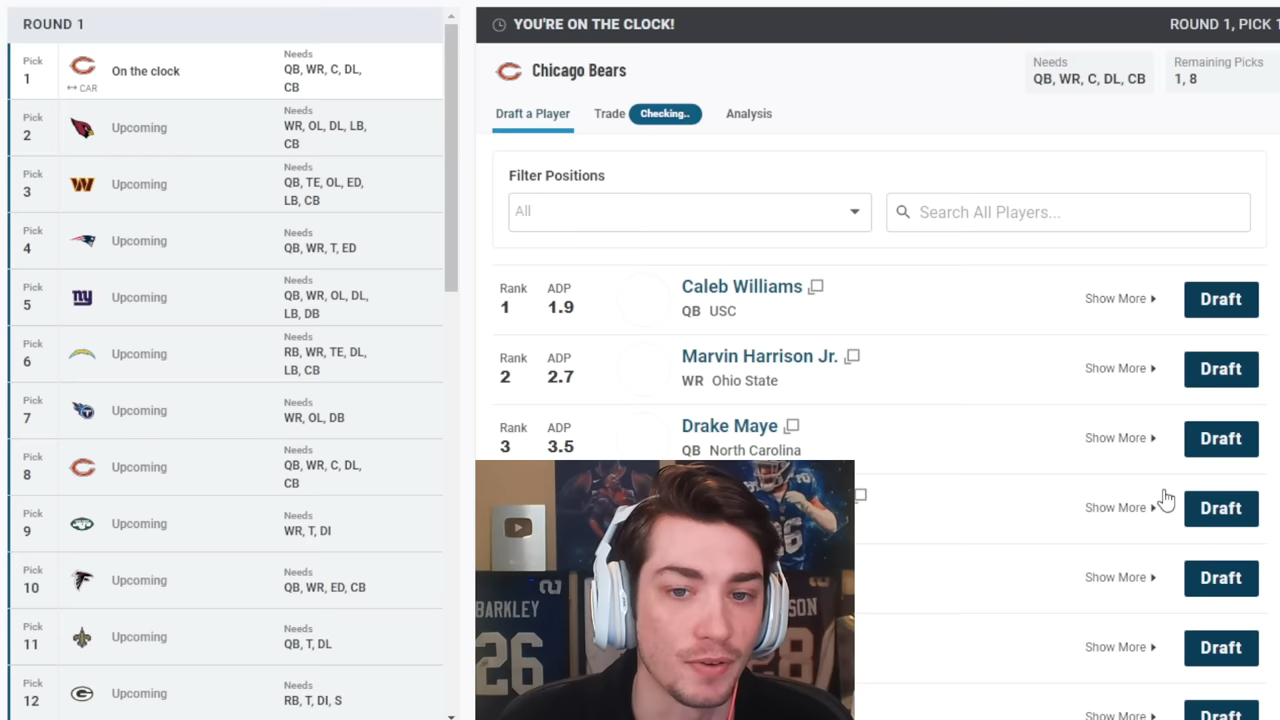 ROUND 1
Pick
1
↔ CAR
On the clock
Needs
QB, WR, C, DL,
CB
Pick
2
Upcoming
Needs
WR, OL, DL, LB,
CB
Pick
3
Upcoming
Needs
QB, TE, OL, ED,
LB, CB
Pick
4
Upcoming
Needs
QB, WR, T, ED
Pick
5
ny
Upcoming
Needs
QB, WR, OL, DL,
LB, DB
Pick
6
Upcoming
Needs
RB, WR, TE, DL,
LB, CB
Pick
7
Upcoming
Needs
WR, OL, DB
Pick
8
Upcoming
Needs
QB, WR, C, DL,
CB
Pick
9
Upcoming
Needs
WR, T, DI
Pick
10
Upcoming
Needs
QB, WR, ED, CB
Pick
11
Upcoming
Needs
QB, T, DL
Pick
12
Upcoming
Needs
RB, T, DI, S
YOU'RE ON THE CLOCK!
ROUND 1, PICK 1
Chicago Bears
Needs
QB, WR, C, DL, CB
Remaining Picks
1, 8
Draft a Player
Trade
Checking..
Analysis
Filter Positions
All
Search All Players...
Rank
1
ADP
1.9
Caleb Williams
QB USC
Show More
Draft
Rank
2
ADP
2.7
Marvin Harrison Jr.
WR Ohio State
Show More
Draft
Rank
3
ADP
3.5
Drake Maye
QB North Carolina
Show More
Draft
Show More
Draft
Show More
Draft
Show More
Draft
Show More
Draft
BARKLEY
26
26
SON
28